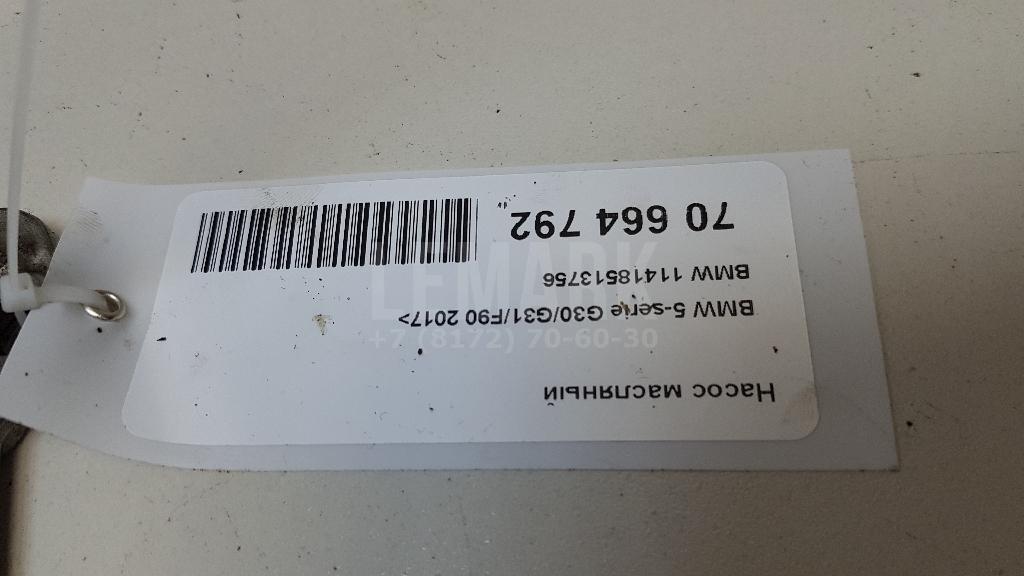 Насос масляный
BMW 5-serie G30/G31/F90 2017>
BMW 11418513756
70 664 792
LEMARK
+7 (8172) 70-60-30